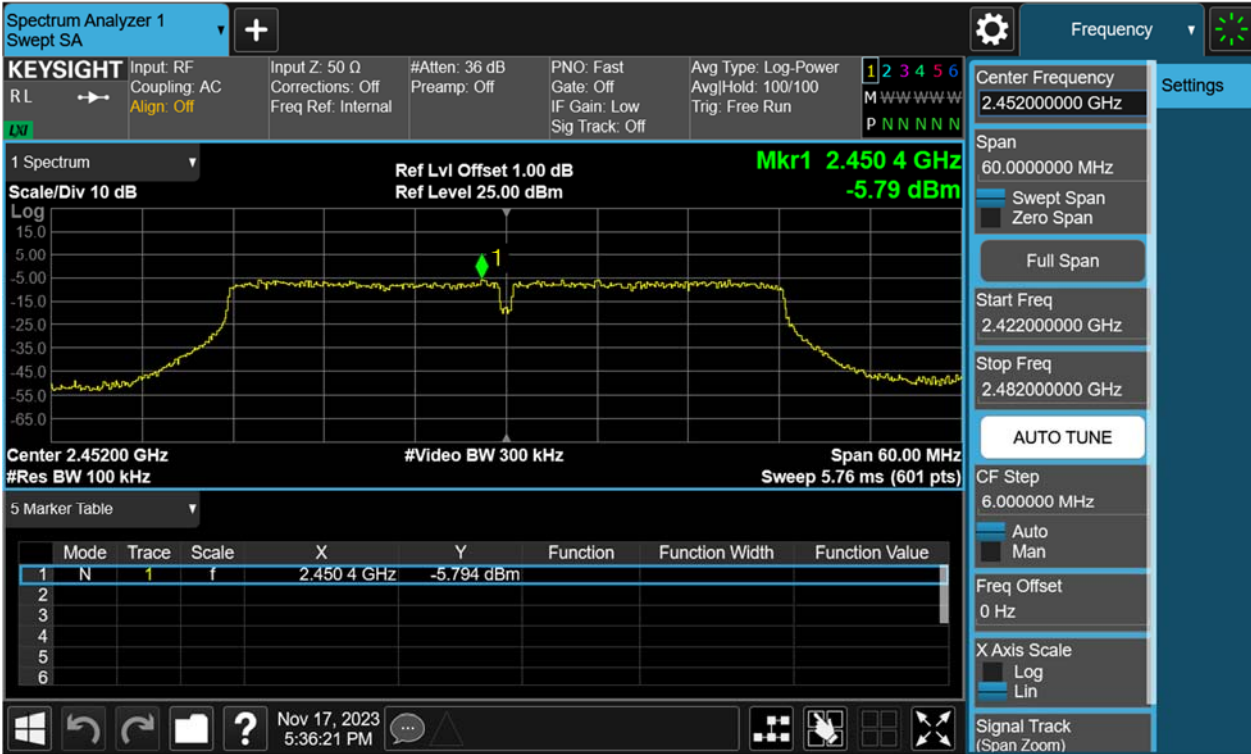 Spectrum Analyzer 1
Swept SA
Frequency
KEYSIGHT
R L
LXI
Input: RF
Coupling: AC
Align: Off
Input Z: 50 Ω
Corrections: Off
Freq Ref: Internal
#Atten: 36 dB
Preamp: Off
PNO: Fast
Gate: Off
IF Gain: Low
Sig Track: Off
Avg Type: Log-Power
Avg|Hold: 100/100
Trig: Free Run
1 2 3 4 5 6
M W W W W W
P N N N N N
1 Spectrum
Scale/Div 10 dB
Ref Lvl Offset 1.00 dB
Ref Level 25.00 dBm
Mkr1 2.450 4 GHz
-5.79 dBm
Log
15.0
5.00
-5.00
-15.0
-25.0
-35.0
-45.0
-55.0
-65.0
1
Center 2.45200 GHz
#Res BW 100 kHz
#Video BW 300 kHz
Span 60.00 MHz
Sweep 5.76 ms (601 pts)
5 Marker Table
Mode Trace Scale X Y Function Function Width Function Value
1 N 1 f 2.450 4 GHz -5.794 dBm
2
3
4
5
6
Nov 17, 2023
5:36:21 PM
Center Frequency
2.452000000 GHz
Span
60.0000000 MHz
Swept Span
Zero Span
Full Span
Start Freq
2.422000000 GHz
Stop Freq
2.482000000 GHz
AUTO TUNE
CF Step
6.000000 MHz
Auto
Man
Freq Offset
0 Hz
X Axis Scale
Log
Lin
Signal Track
(Span Zoom)
Settings